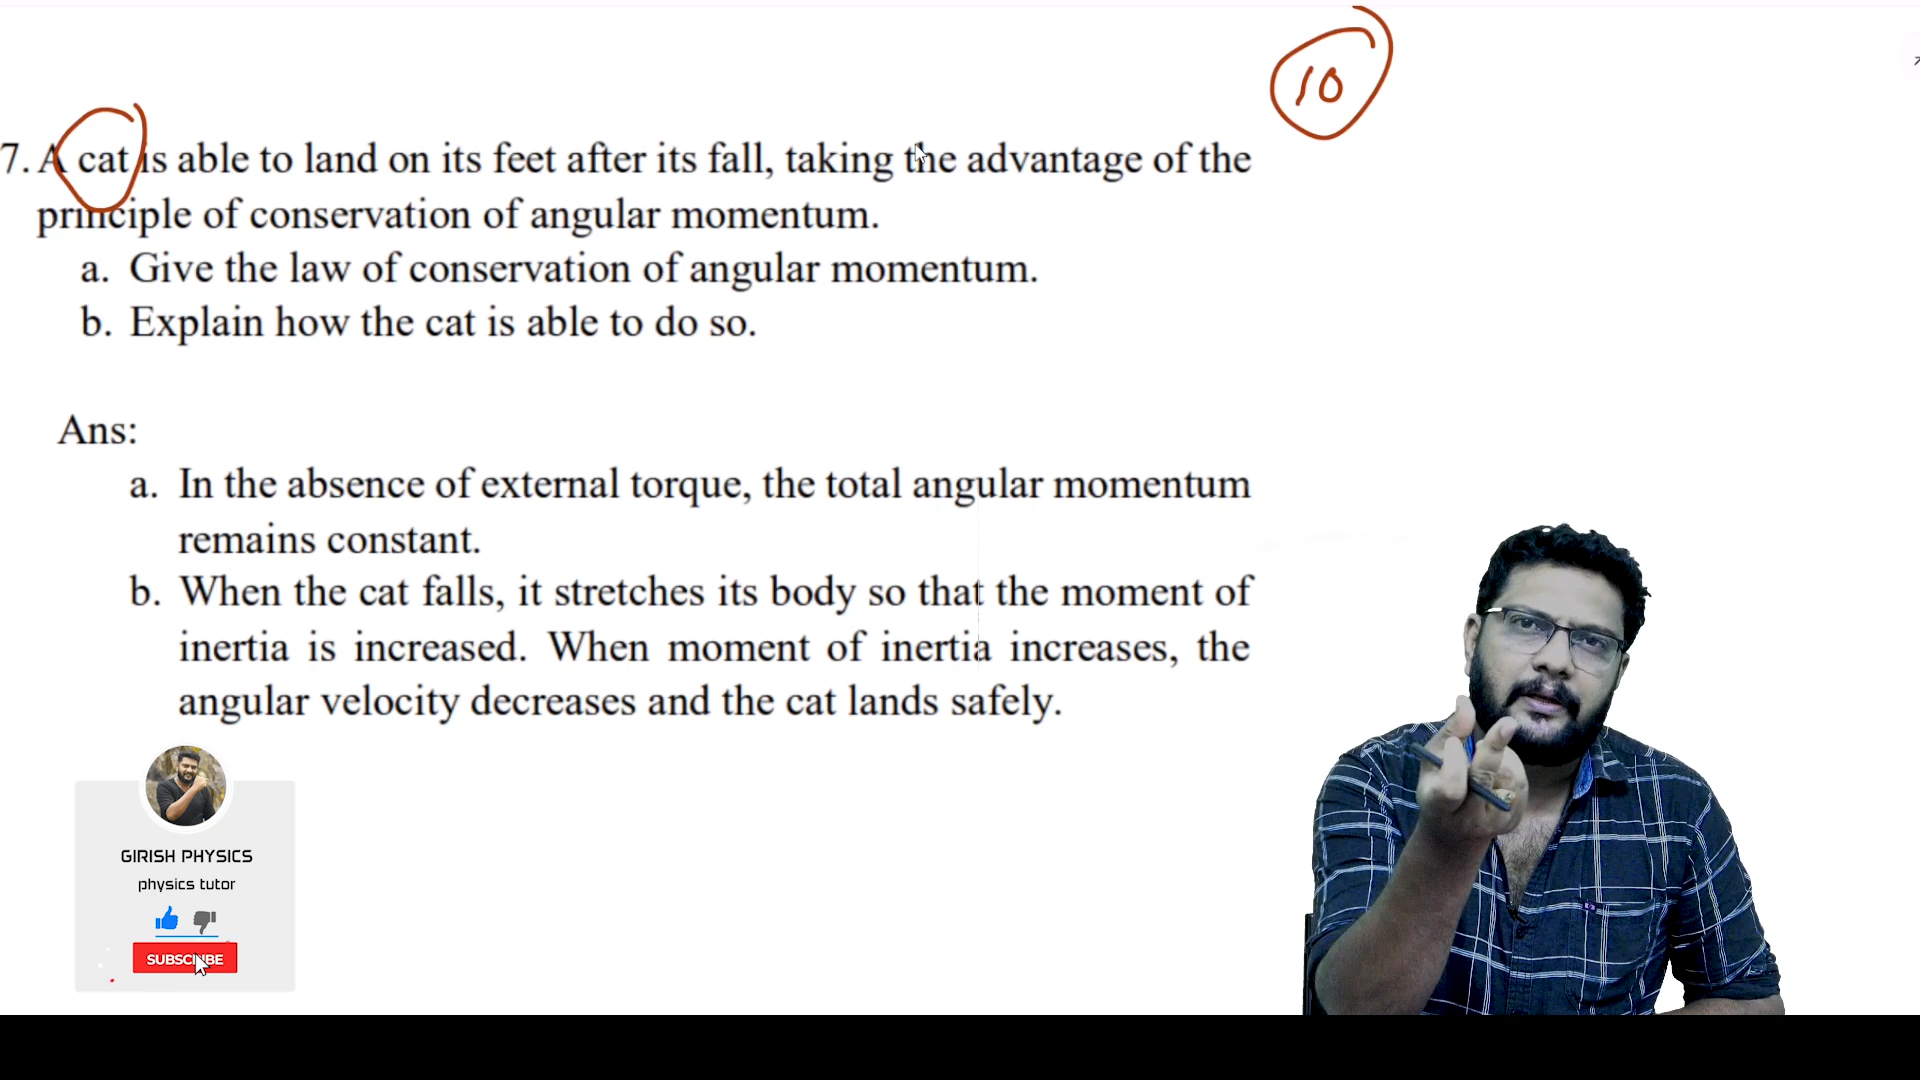 10
7. A cat is able to land on its feet after its fall, taking the advantage of the
principle of conservation of angular momentum.
a. Give the law of conservation of angular momentum.
b. Explain how the cat is able to do so.
Ans:
a. In the absence of external torque, the total angular momentum
remains constant.
b. When the cat falls, it stretches its body so that the moment of
inertia is increased. When moment of inertia increases, the
angular velocity decreases and the cat lands safely.
GIRISH PHYSICS
physics tutor
SUBSCRIBE